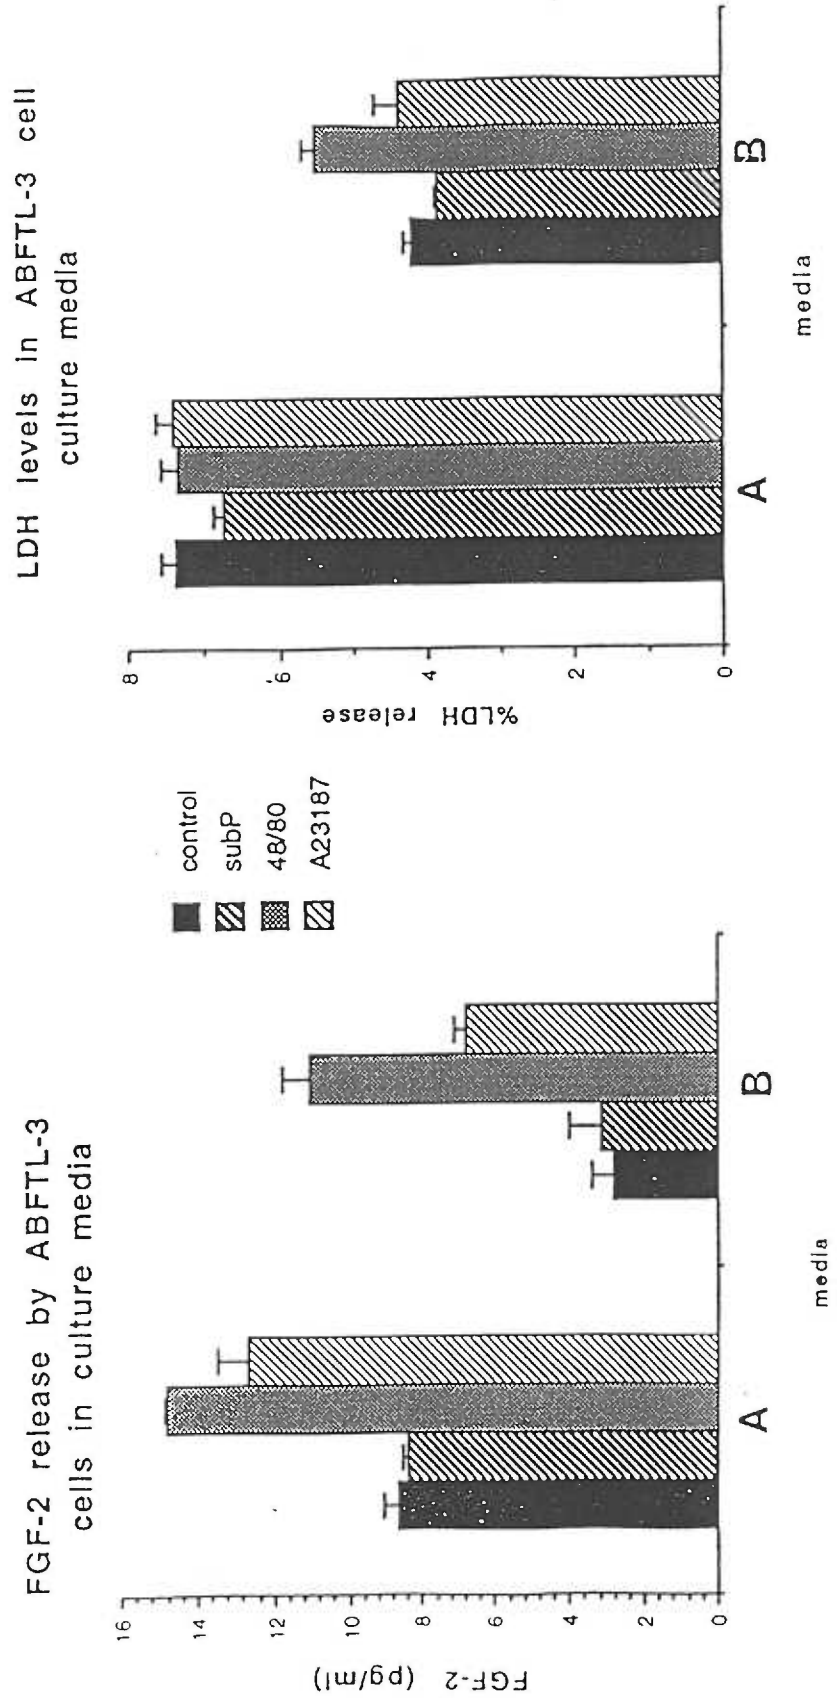 FGF-2 release by ABFTL-3
cells in culture media
FGF-2 (pg/ml)
16
14
12
10
8
6
4
2
0
A
B
media
control
subP
48/80
A23187
LDH levels in ABFTL-3 cell
culture media
%LDH release
8
6
4
2
0
A
B
media